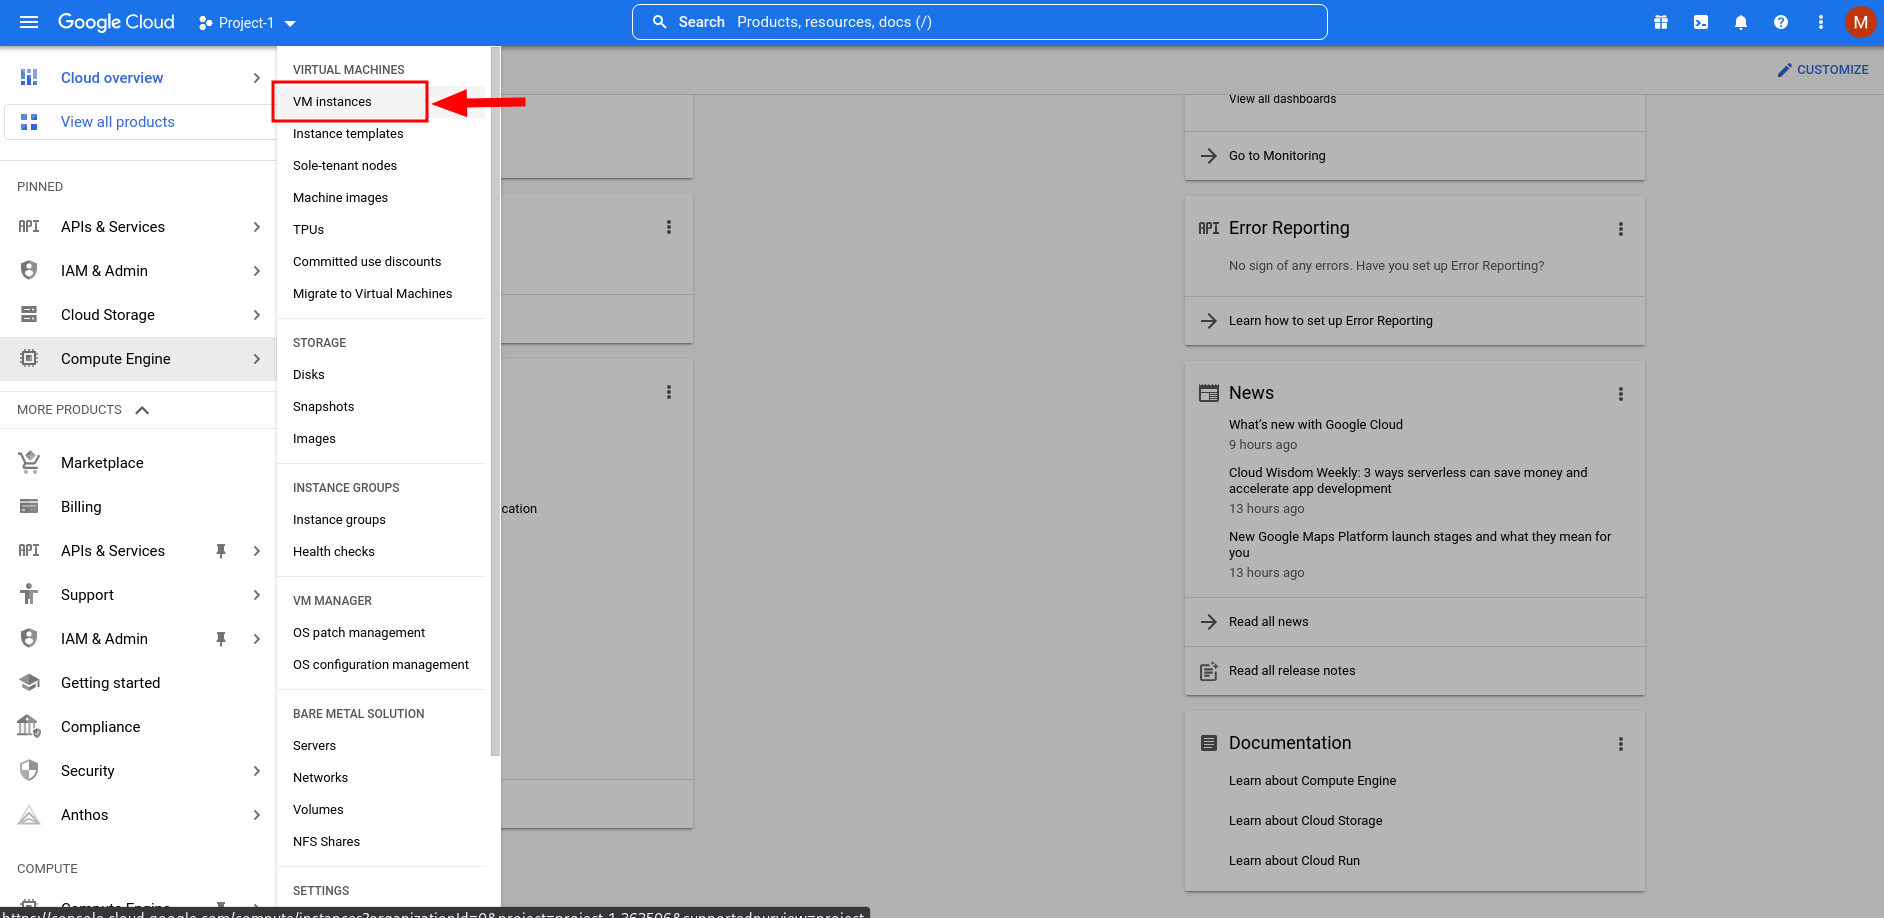 Google Cloud
Project-1
Search Products, resources, docs (/)
M
Cloud overview
View all products
PINNED
API APIs & Services
IAM & Admin
Cloud Storage
Compute Engine
MORE PRODUCTS
Marketplace
Billing
API APIs & Services
Support
IAM & Admin
Getting started
Compliance
Security
Anthos
COMPUTE
Compute Engine
VIRTUAL MACHINES
VM instances
Instance templates
Sole-tenant nodes
Machine images
TPUs
Committed use discounts
Migrate to Virtual Machines
STORAGE
Disks
Snapshots
Images
INSTANCE GROUPS
Instance groups
Health checks
VM MANAGER
OS patch management
OS configuration management
BARE METAL SOLUTION
Servers
Networks
Volumes
NFS Shares
SETTINGS
cation
CUSTOMIZE
View all dashboards
Go to Monitoring
API Error Reporting
No sign of any errors. Have you set up Error Reporting?
Learn how to set up Error Reporting
News
What's new with Google Cloud
9 hours ago
Cloud Wisdom Weekly: 3 ways serverless can save money and
accelerate app development
13 hours ago
New Google Maps Platform launch stages and what they mean for
you
13 hours ago
Read all news
Read all release notes
Documentation
Learn about Compute Engine
Learn about Cloud Storage
Learn about Cloud Run